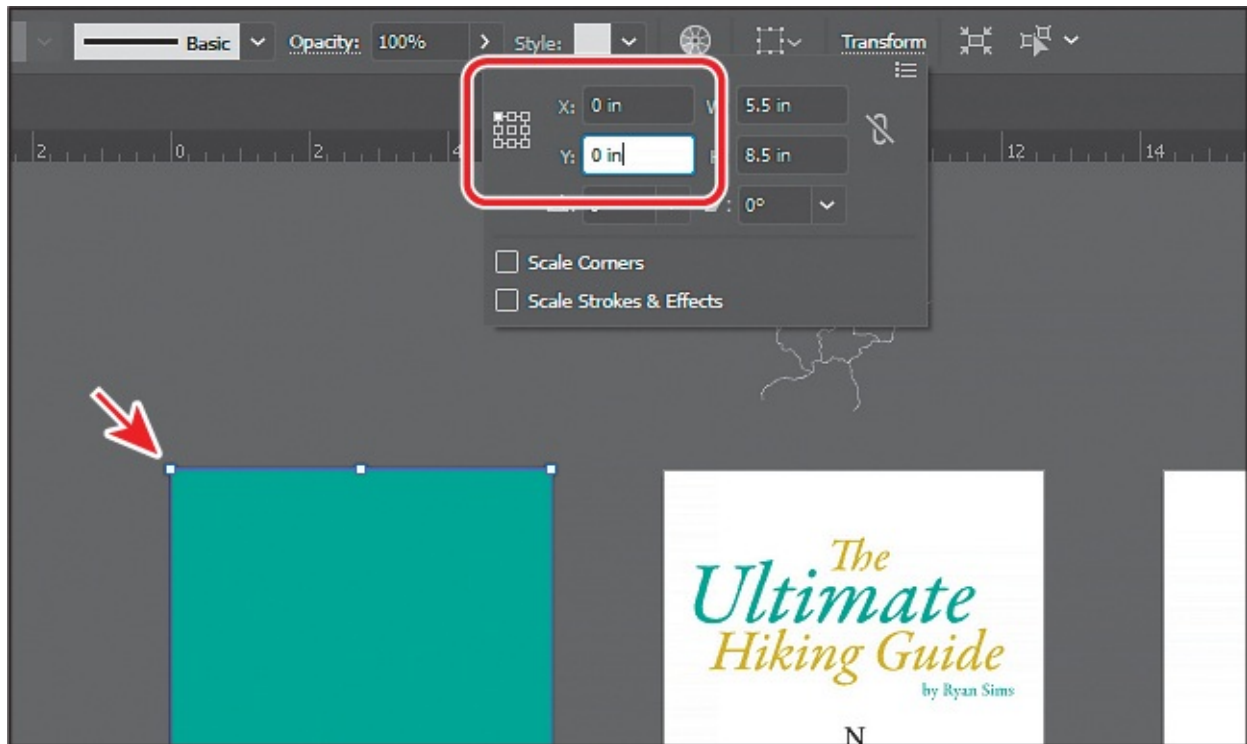 Basic Opacity: 100% Style: Transform
X: 0 in W: 5.5 in
2 0 2 4 12 14
Y: 0 in 8.5 in
0°
Scale Corners
Scale Strokes & Effects
The
Ultimate
Hiking Guide
by Ryan Sims
N